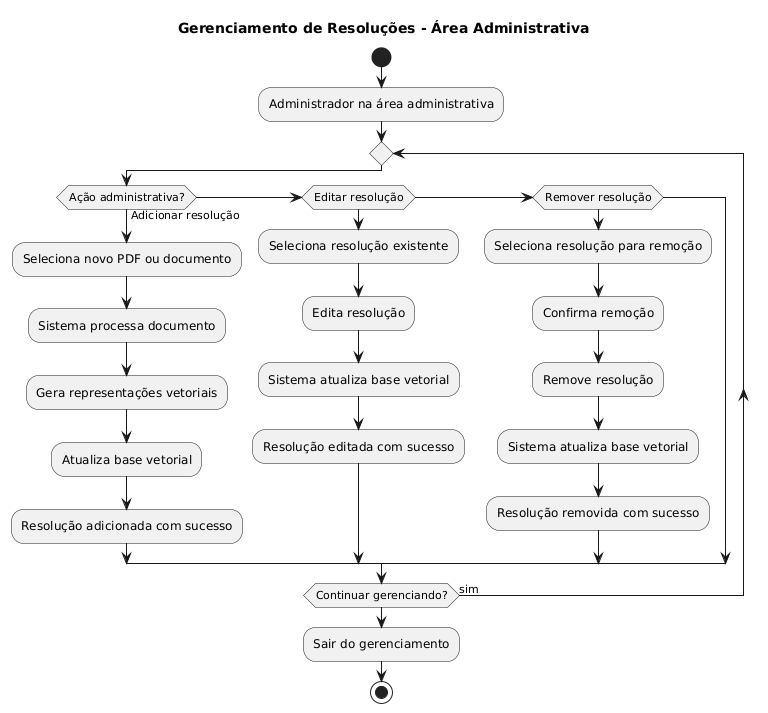 Gerenciamento de Resoluções - Área Administrativa
Administrador na área administrativa
Ação administrativa?
Adicionar resolução
Seleciona novo PDF ou documento
Sistema processa documento
Gera representações vetoriais
Atualiza base vetorial
Resolução adicionada com sucesso
Editar resolução
Seleciona resolução existente
Edita resolução
Sistema atualiza base vetorial
Resolução editada com sucesso
Remover resolução
Seleciona resolução para remoção
Confirma remoção
Remove resolução
Sistema atualiza base vetorial
Resolução removida com sucesso
Continuar gerenciando?
sim
Sair do gerenciamento